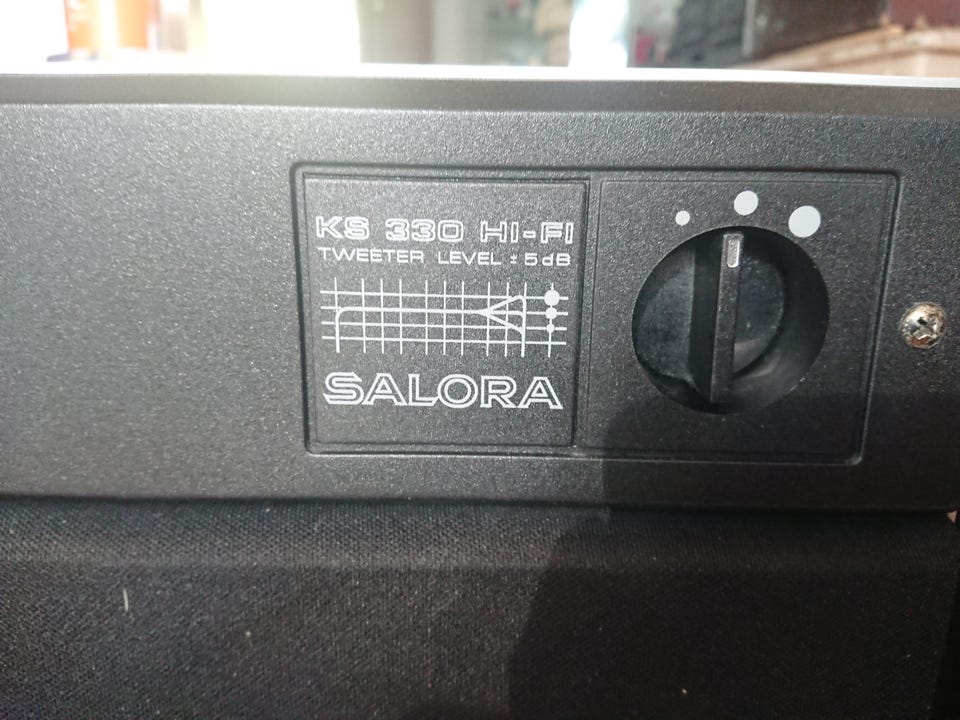 KS 330 HI-FI
TWEETER LEVEL ± 5dB
SALORA